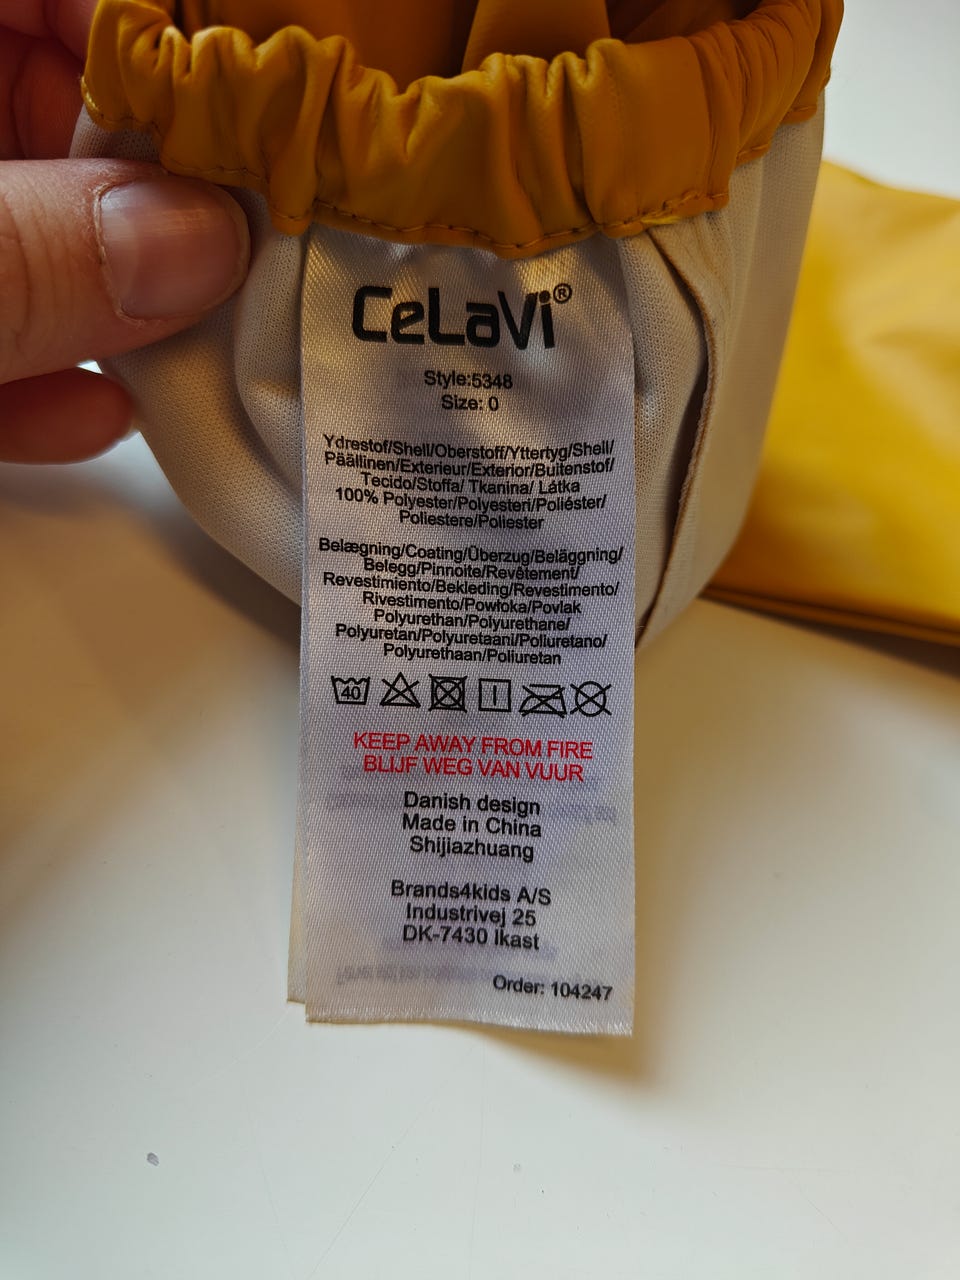 CeLaVi®
Style:5348
Size: 0
Ydrestof/Shell/Oberstoff/Yttertyg/Shell/
Päällinen/Exterieur/Exterior/Buitenstof/
Tecido/Stoffa/ Tkanina/ Látka
100% Polyester/Polyesteri/Poliéster/
Poliestere/Poliester
Belægning/Coating/Überzug/Beläggning/
Belegg/Pinnoite/Revêtement/
Revestimiento/Bekleding/Revestimento/
Rivestimento/Powłoka/Povlak
Polyurethan/Polyurethane/
Polyuretan/Polyuretaani/Poliuretano/
Polyurethaan/Poliuretan
40
KEEP AWAY FROM FIRE
BLIJF WEG VAN VUUR
Danish design
Made in China
Shijiazhuang
Brands4kids A/S
Industrivej 25
DK-7430 Ikast
Order: 104247